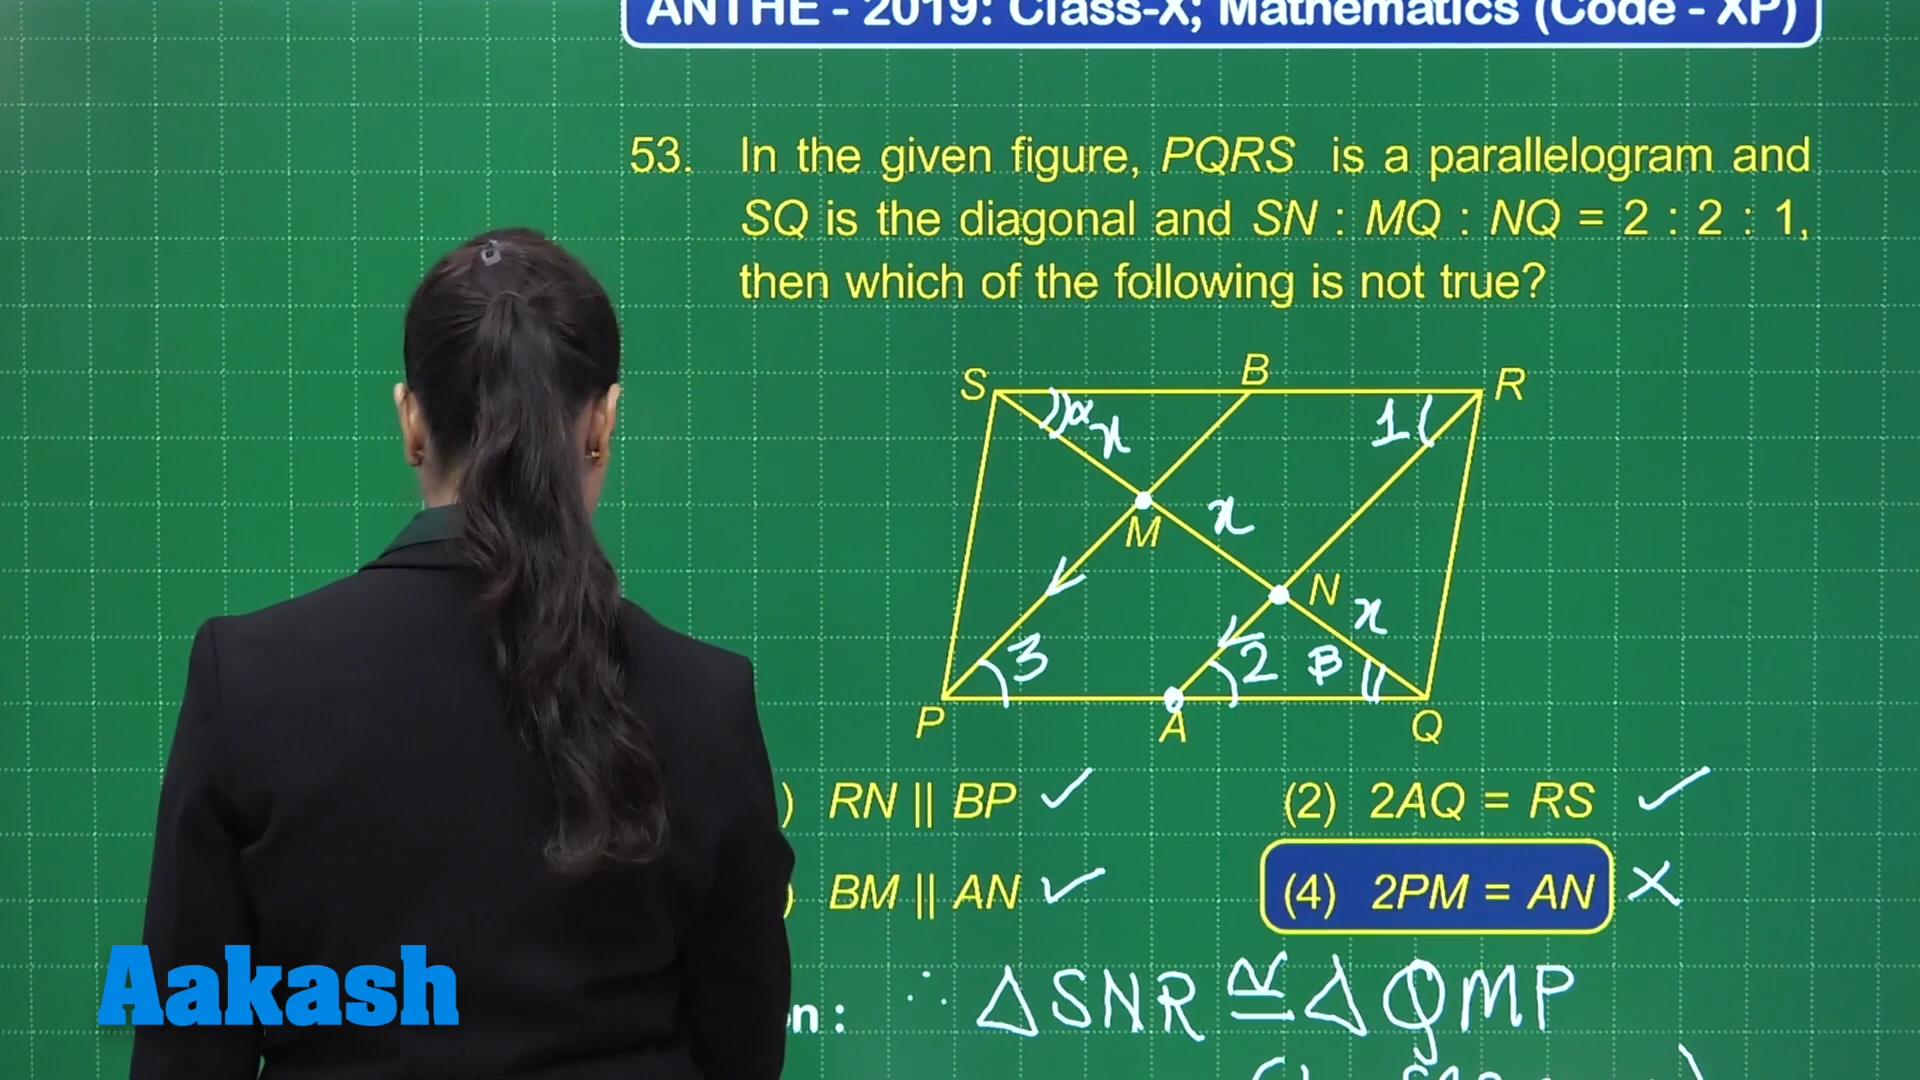 ANTHE - 2019: Class-X; Mathematics (Code - XP)
53. In the given figure, PQRS is a parallelogram and
SQ is the diagonal and SN : MQ : NQ = 2 : 2 : 1,
then which of the following is not true?
S B R
α x 1
M x
N x
3 2 B
P A Q
) RN || BP ✓ (2) 2AQ = RS ✓
) BM || AN ✓ (4) 2PM = AN ×
n: ∴ △SNR ≅ △QMP
Aakash